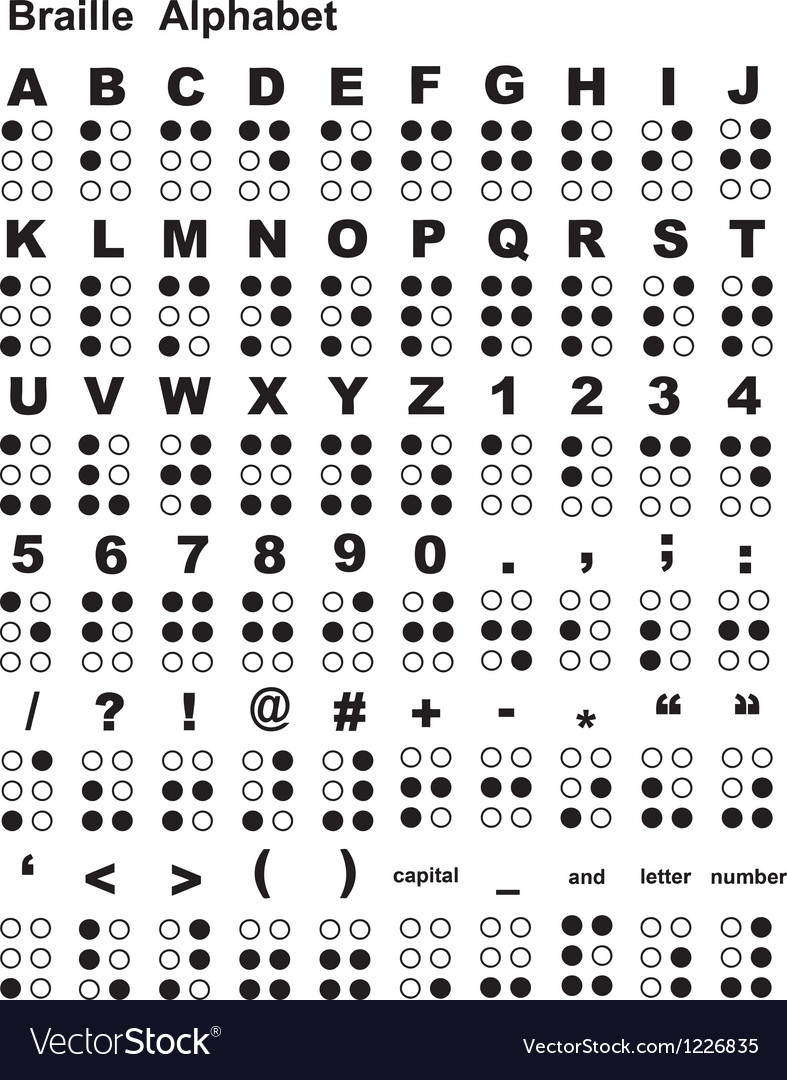 Braille Alphabet
A B C D E F G H I J
K L M N O P Q R S T
U V W X Y Z 1 2 3 4
5 6 7 8 9 0 . , ; :
/ ? ! @ # + - * “ ”
‘ < > ( ) capital _ and letter number
VectorStock®
VectorStock.com/1226835